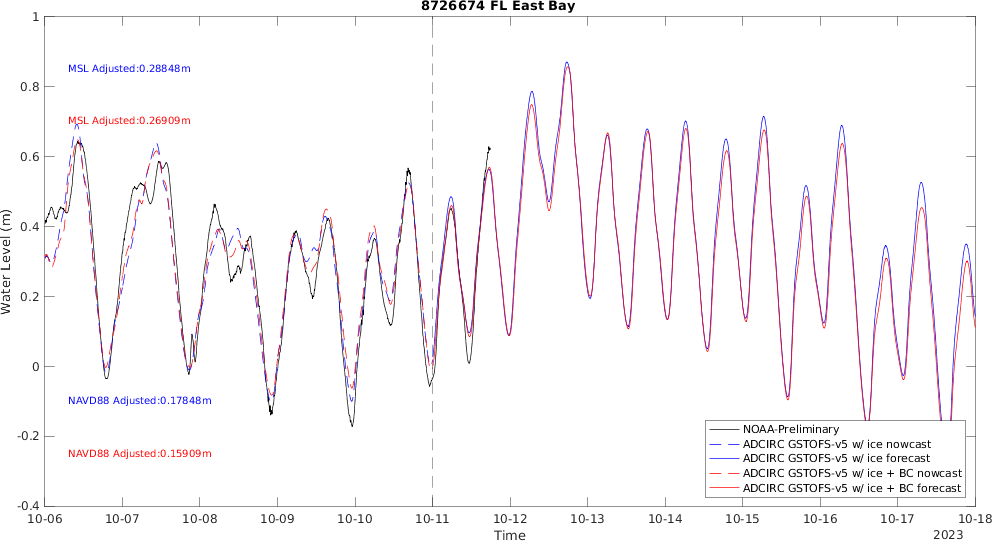 8726674 FL East Bay
Water Level (m)
1
0.8
0.6
0.4
0.2
0
-0.2
-0.4
MSL Adjusted:0.28848m
MSL Adjusted:0.26909m
NAVD88 Adjusted:0.17848m
NAVD88 Adjusted:0.15909m
NOAA-Preliminary
ADCIRC GSTOFS-v5 w/ ice nowcast
ADCIRC GSTOFS-v5 w/ ice forecast
ADCIRC GSTOFS-v5 w/ ice + BC nowcast
ADCIRC GSTOFS-v5 w/ ice + BC forecast
10-06 10-07 10-08 10-09 10-10 10-11 10-12 10-13 10-14 10-15 10-16 10-17 10-18
Time
2023